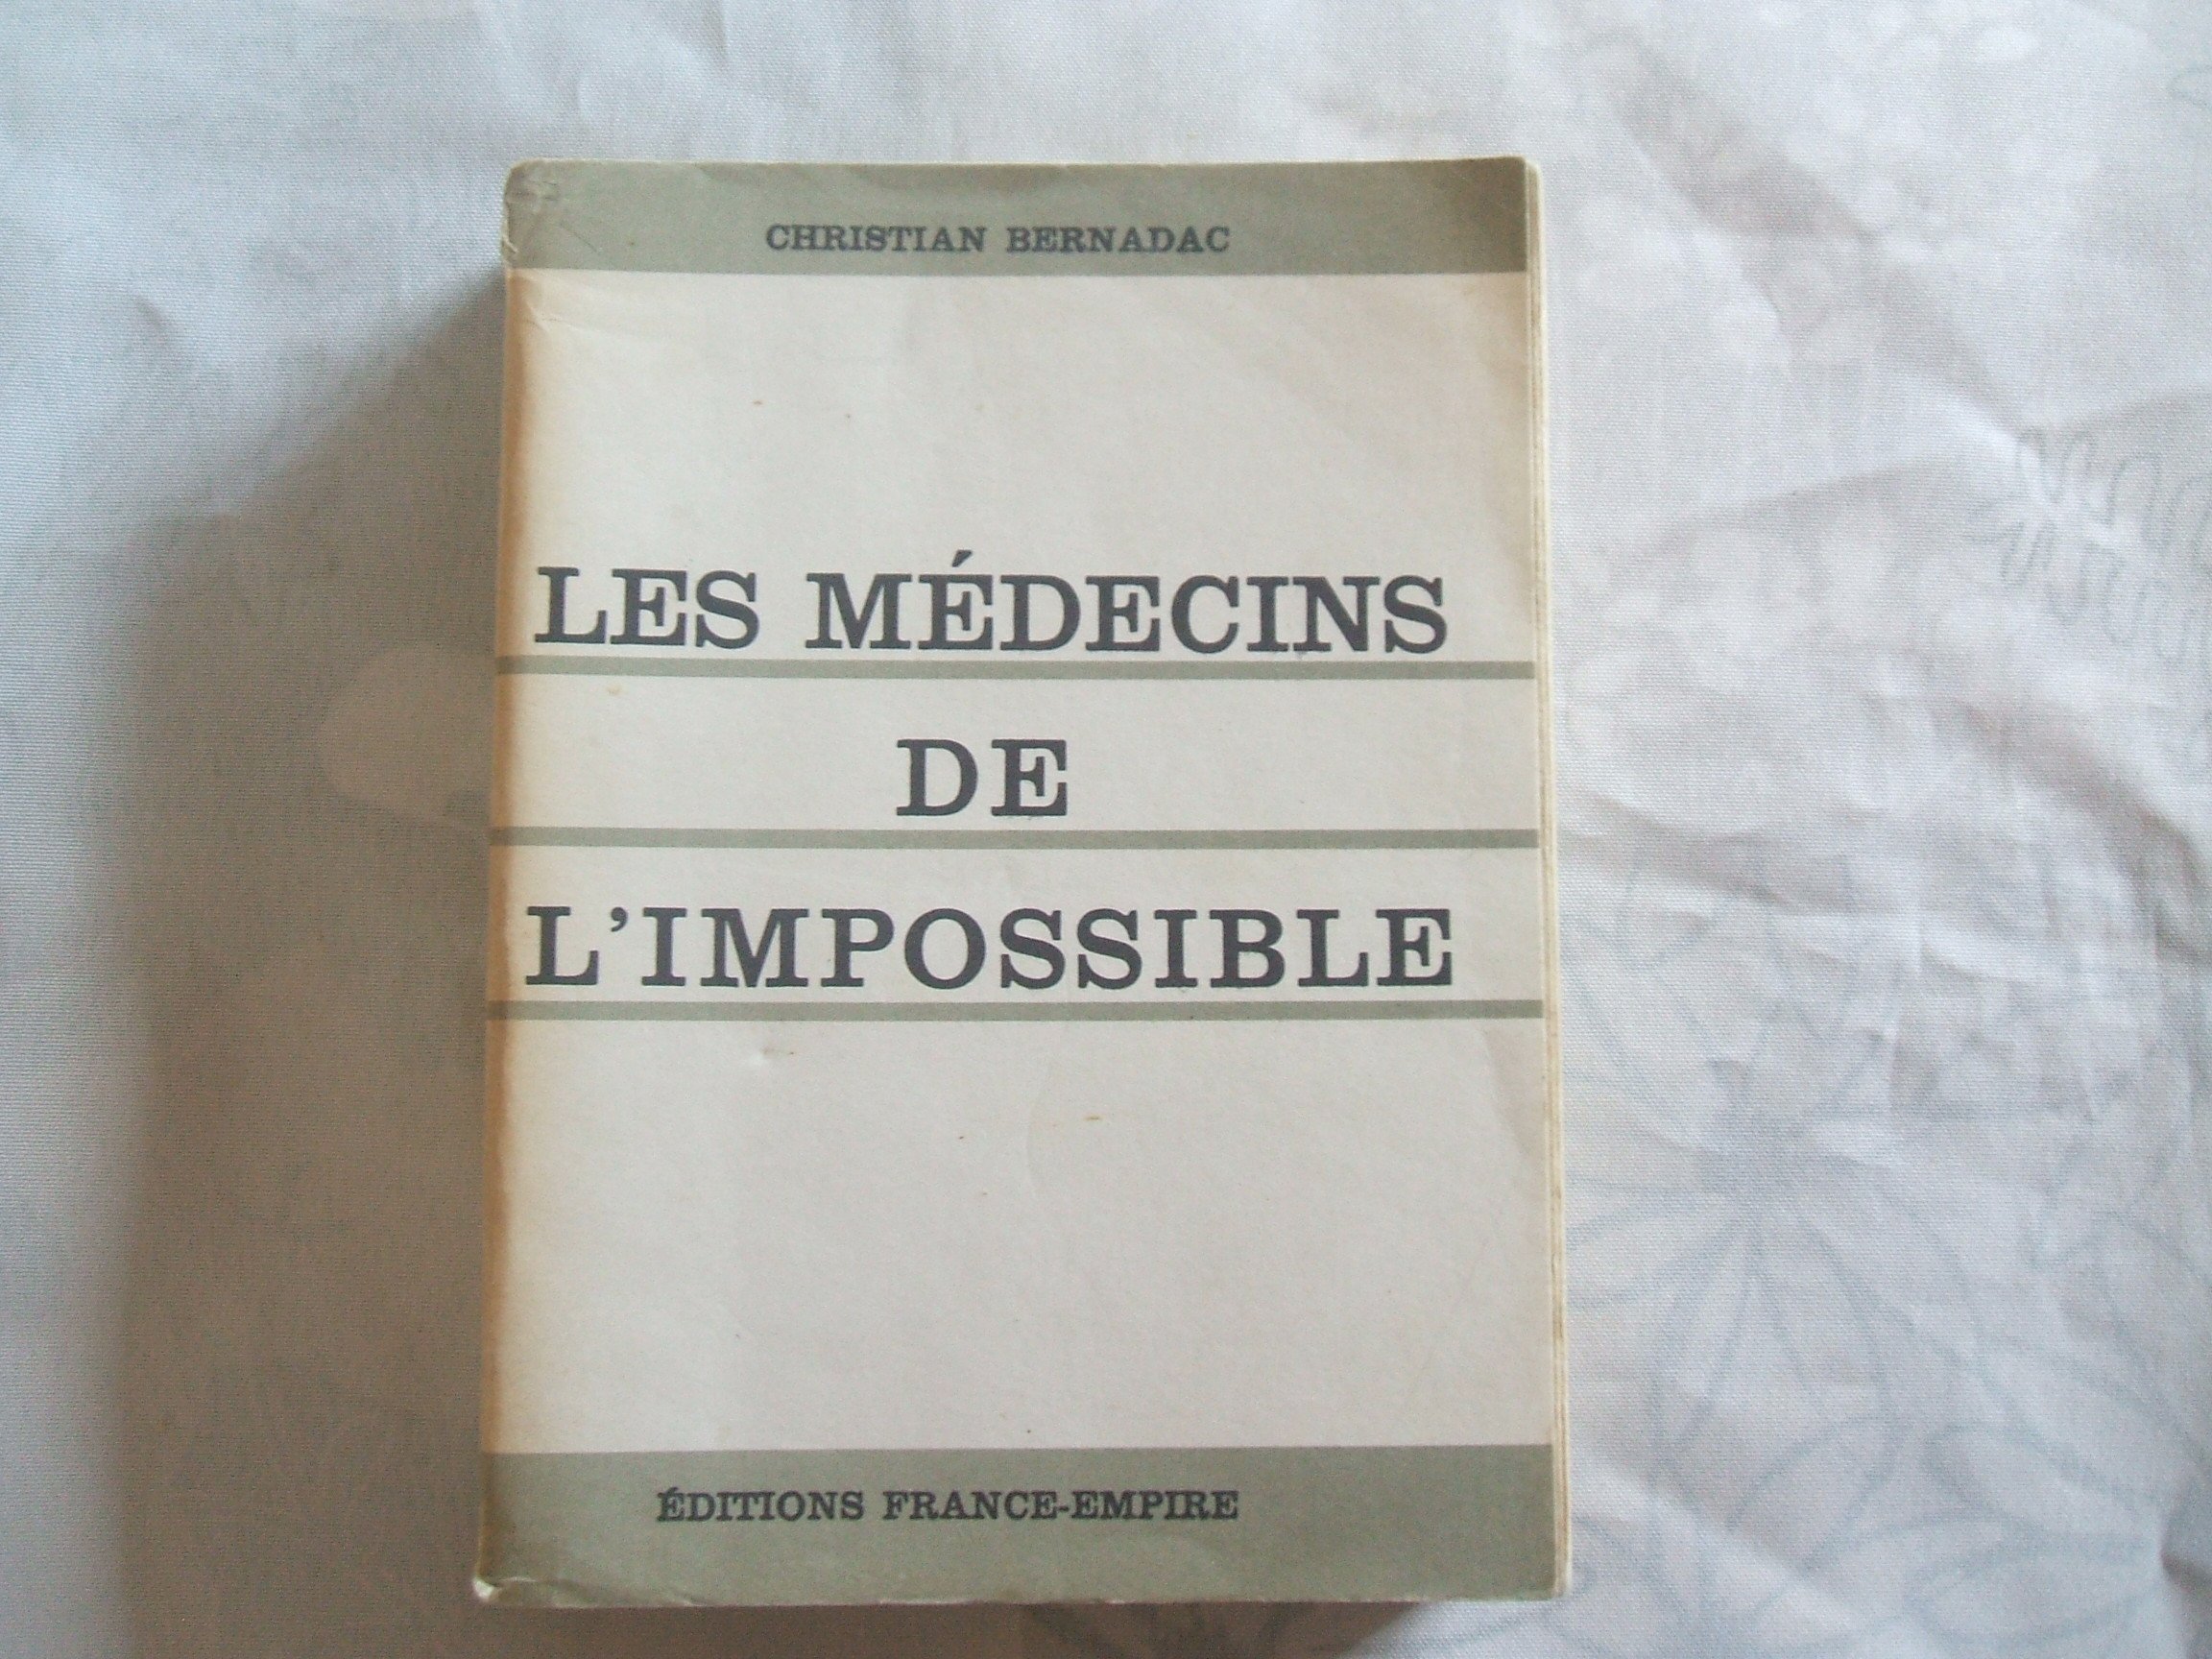 CHRISTIAN BERNADAC
LES MÉDECINS
DE
L'IMPOSSIBLE
ÉDITIONS FRANCE-EMPIRE